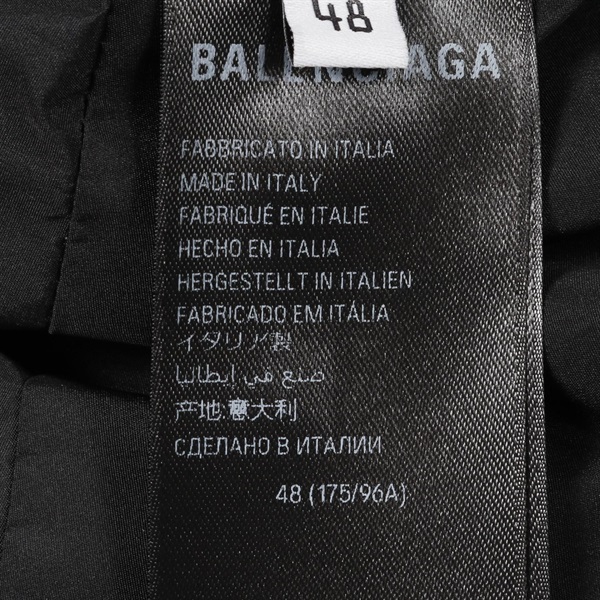 48
BALENCIAGA
FABBRICATO IN ITALIA
MADE IN ITALY
FABRIQUÉ EN ITALIE
HECHO EN ITALIA
HERGESTELLT IN ITALIEN
FABRICADO EM ITÁLIA
イタリア製
صنع في إيطاليا
产地:意大利
СДЕЛАНО В ИТАЛИИ
48 (175/96A)